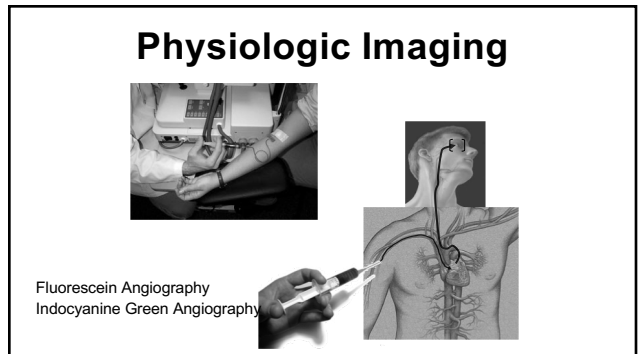 Physiologic Imaging
Fluorescein Angiography
Indocyanine Green Angiography